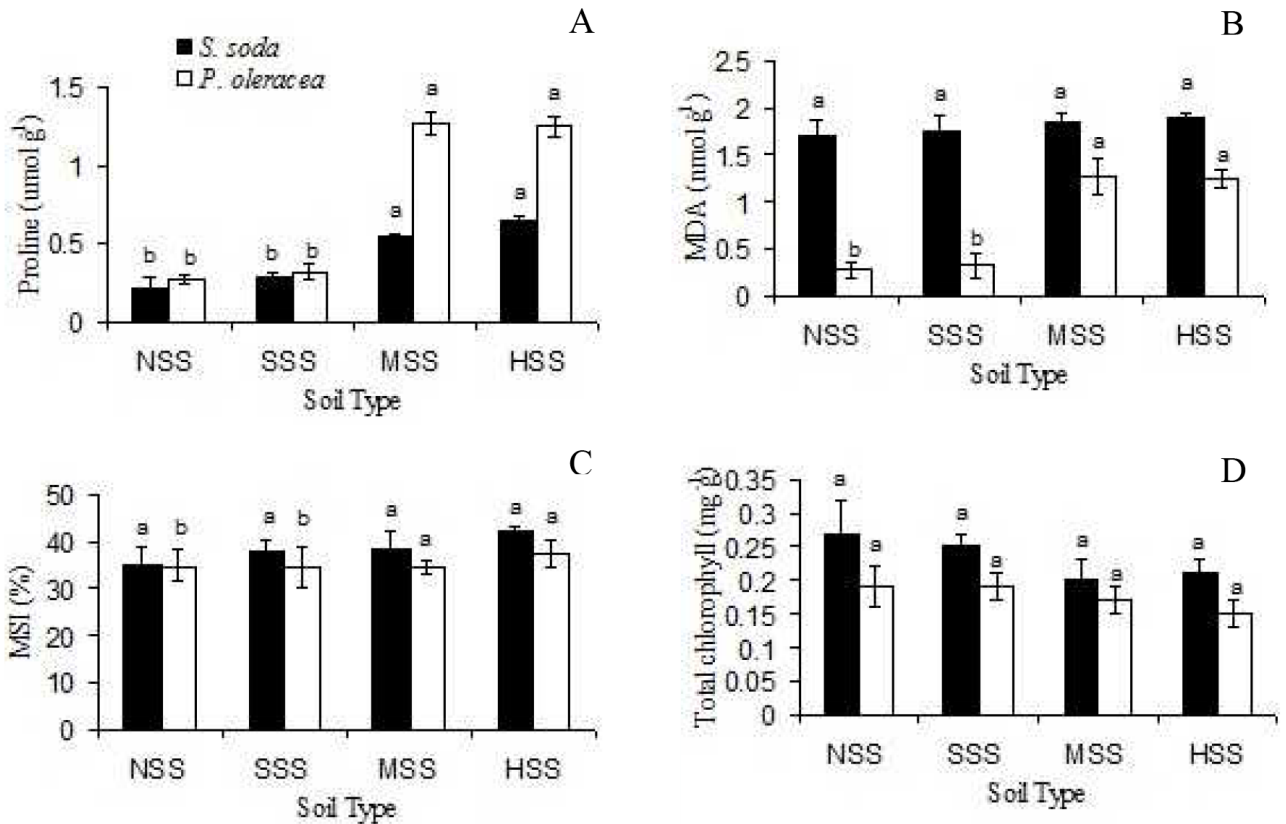 A
S. soda
P. oleracea
Proline (umol g¹)
1.5
1
0.5
0
b b b b a a a a
NSS SSS MSS HSS
Soil Type
B
MDA (nmol g¹)
2.5
2
1.5
1
0.5
0
a b a b a a a a
NSS SSS MSS HSS
Soil Type
C
MSI (%)
50
40
30
20
10
0
a b a b a a a a
NSS SSS MSS HSS
Soil Type
D
Total chlorophyll (mg g¹)
0.35
0.3
0.25
0.2
0.15
0.1
0.05
0
a a a a a a a a
NSS SSS MSS HSS
Soil Type